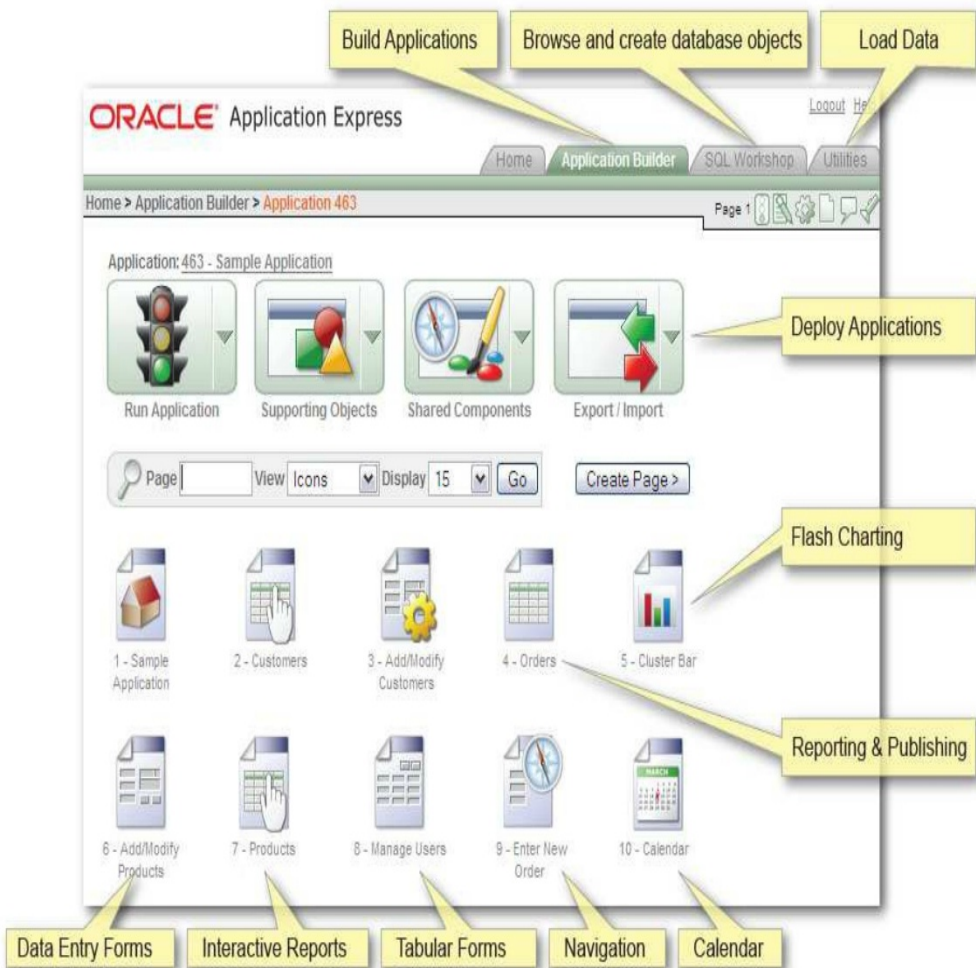 Build Applications
Browse and create database objects
Load Data
ORACLE Application Express
Logout Hel
Home
Application Builder
SQL Workshop
Utilities
Home > Application Builder > Application 463
Page 1
Application: 463 - Sample Application
Deploy Applications
Run Application
Supporting Objects
Shared Components
Export / Import
Page
View Icons
Display 15
Go
Create Page >
Flash Charting
1 - Sample
Application
2 - Customers
3 - Add/Modify
Customers
4 - Orders
5 - Cluster Bar
Reporting & Publishing
MARCH
6 - Add/Modify
Products
7 - Products
8 - Manage Users
9 - Enter New
Order
10 - Calendar
Data Entry Forms
Interactive Reports
Tabular Forms
Navigation
Calendar